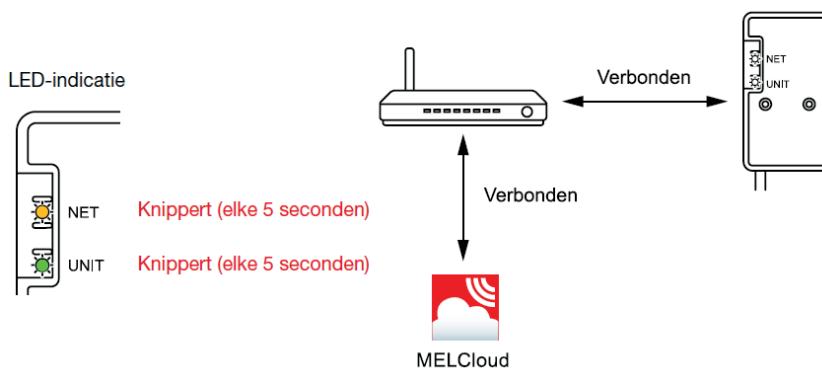 LED-indicatie
NET Knippert (elke 5 seconden)
UNIT Knippert (elke 5 seconden)
Verbonden
Verbonden
MELCloud
NET
UNIT